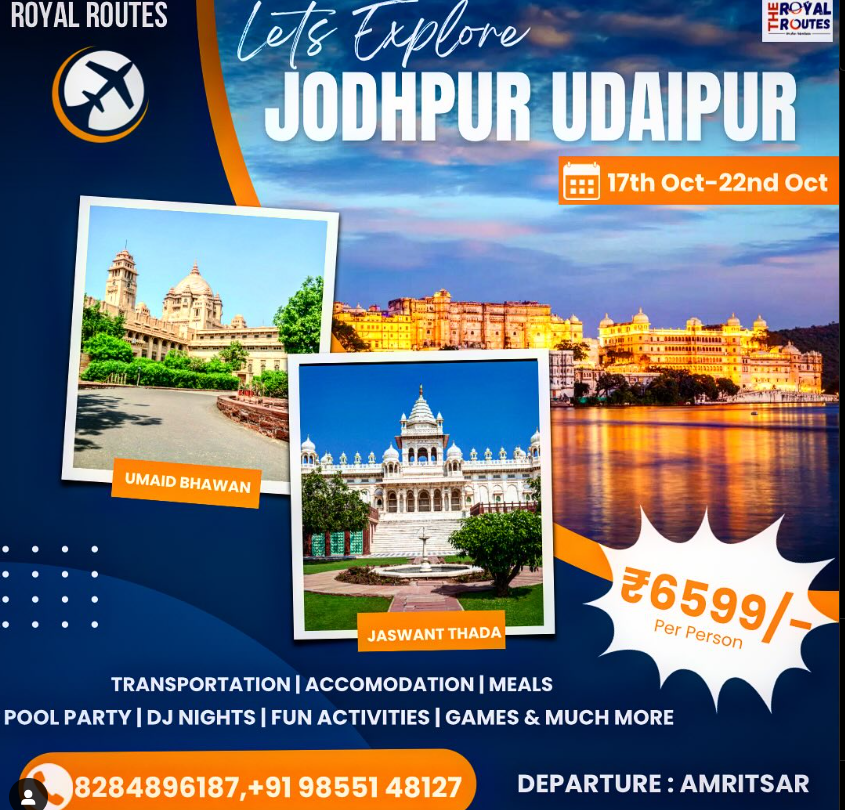 ROYAL ROUTES
THE ROYAL ROUTES
Lets Explore
JODHPUR UDAIPUR
17th Oct-22nd Oct
UMAID BHAWAN
JASWANT THADA
₹6599/-
Per Person
TRANSPORTATION | ACCOMODATION | MEALS
POOL PARTY | DJ NIGHTS | FUN ACTIVITIES | GAMES & MUCH MORE
8284896187,+91 98551 48127
DEPARTURE : AMRITSAR